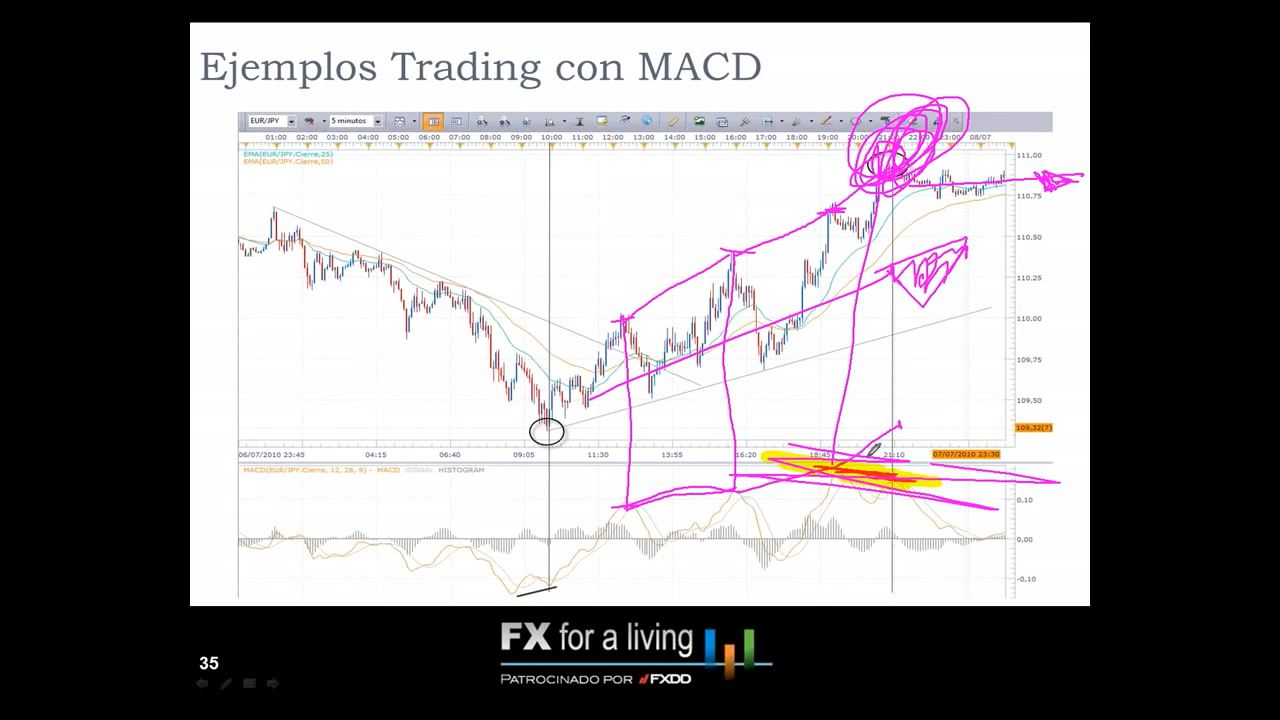 Ejemplos Trading con MACD
EUR/JPY 5 minutos
01:00 02:00 03:00 04:00 05:00 06:00 07:00 08:00 09:00 10:00 11:00 12:00 13:00 14:00 15:00 16:00 17:00 18:00 19:00 20:00 08/07
EMA(EUR/JPY.Cierre,25)
EMA(EUR/JPY.Cierre,50)
111,00
110,75
110,50
110,25
110,00
109,75
109,50
109,32(7)
06/07/2010 23:45 04:25 06:40 09:05 11:30 13:55 16:20 18:45 21:10 07/07/2010 23:30
MACD(EUR/JPY.Cierre, 12, 26, 9) - MACD SIGNAL HISTOGRAM
0,10
0,00
-0,10
FX for a living
PATROCINADO POR FXDD
35